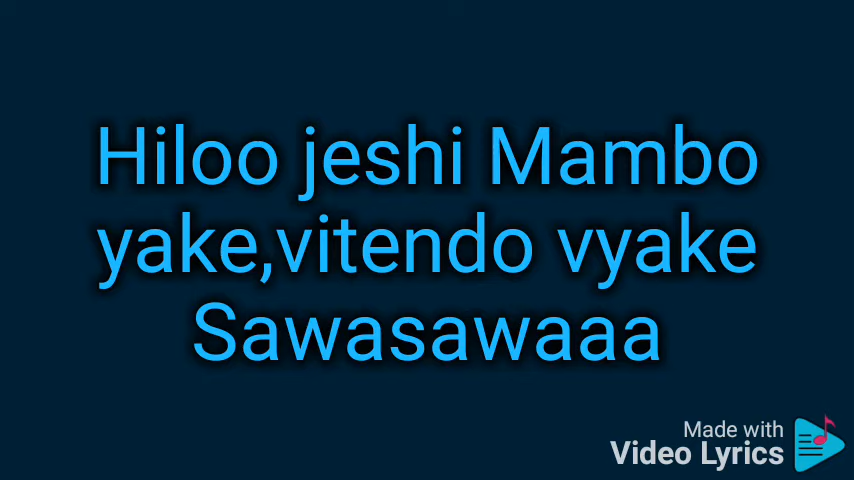 Hiloo jeshi Mambo
yake,vitendo vyake
Sawasawaaa
Made with
Video Lyrics